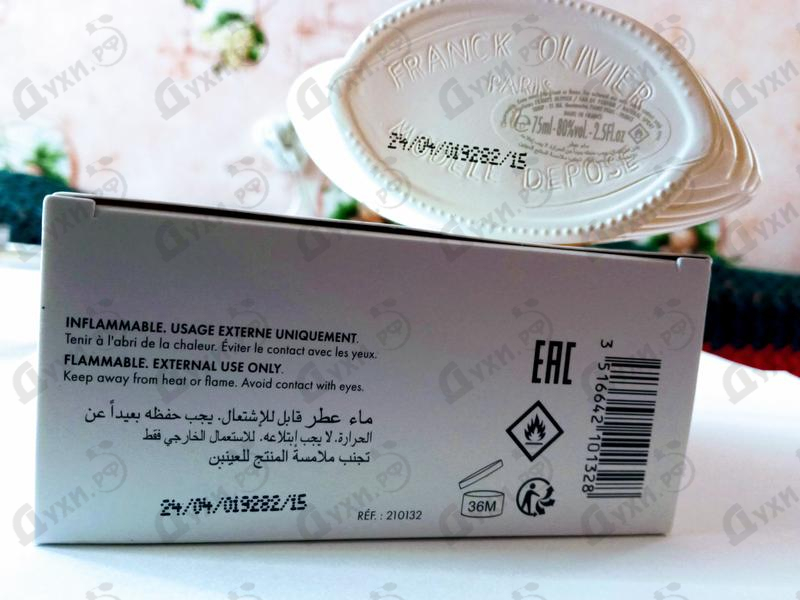 FRANCK OLIVIER
PARIS
75ml-80%vol-2.5Fl.oz
24/04/019282/15
MODELE DEPOSE
INFLAMMABLE. USAGE EXTERNE UNIQUEMENT.
Tenir à l'abri de la chaleur. Éviter le contact avec les yeux.
FLAMMABLE. EXTERNAL USE ONLY.
Keep away from heat or flame. Avoid contact with eyes.
ماء عطر قابل للإشتعال. يجب حفظه بعيداً عن
الحرارة. لا يجب إبتلاعه. للاستعمال الخارجي فقط
تجنب ملامسة المنتج للعينين
24/04/019282/15
RÉF. : 210132
EAC
36M
3 516642 101328
Духи.рф